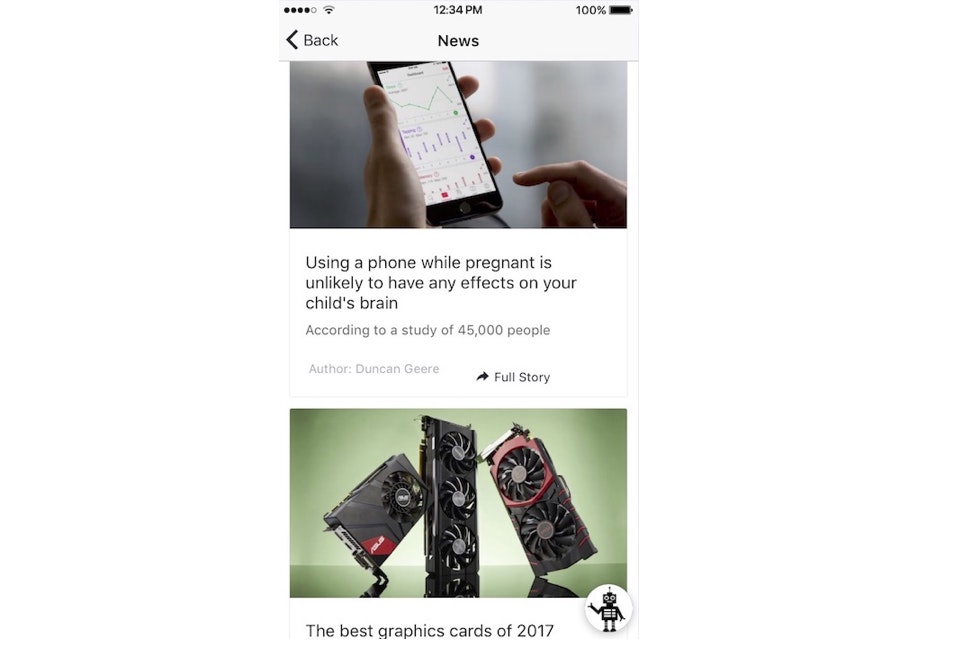 12:34 PM 100%
Back News
Using a phone while pregnant is
unlikely to have any effects on your
child's brain
According to a study of 45,000 people
Author: Duncan Geere
Full Story
ASUS
The best graphics cards of 2017